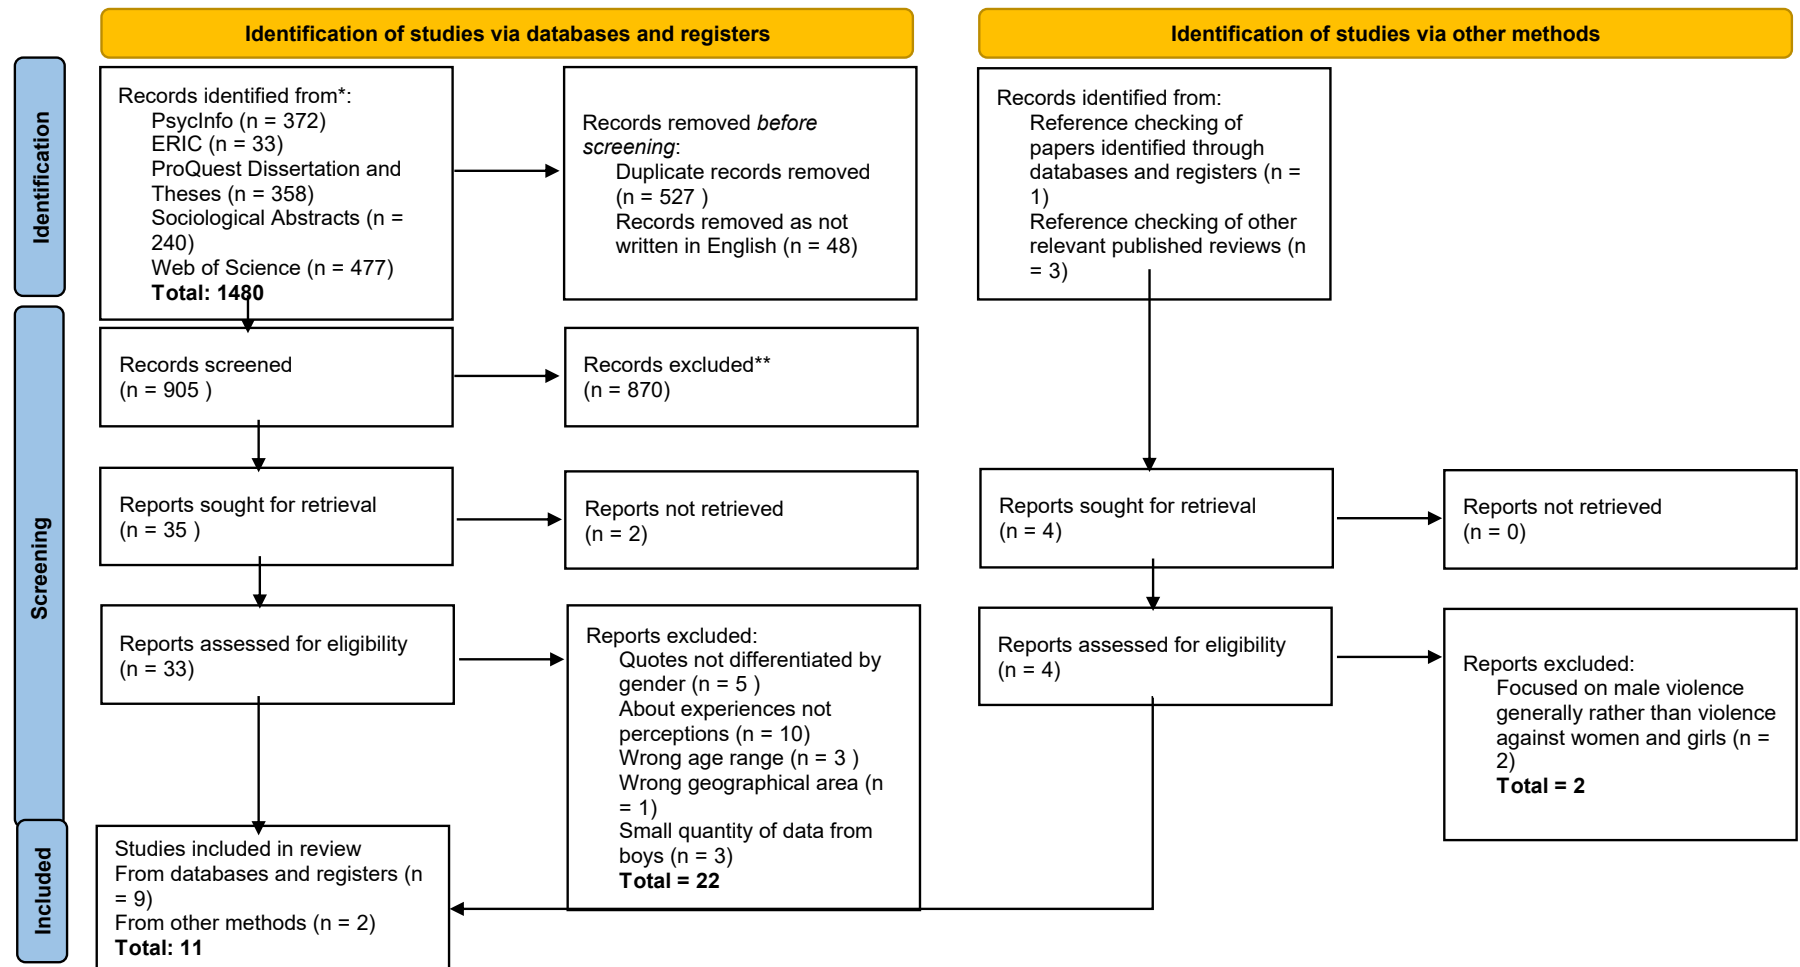 Identification of studies via databases and registers
Identification of studies via other methods
Identification
Records identified from*:
PsycInfo (n = 372)
ERIC (n = 33)
ProQuest Dissertation and
Theses (n = 358)
Sociological Abstracts (n =
240)
Web of Science (n = 477)
Total: 1480
Records removed before
screening:
Duplicate records removed
(n = 527 )
Records removed as not
written in English (n = 48)
Records identified from:
Reference checking of
papers identified through
databases and registers (n =
1)
Reference checking of other
relevant published reviews (n
= 3)
Screening
Records screened
(n = 905 )
Records excluded**
(n = 870)
Reports sought for retrieval
(n = 35 )
Reports not retrieved
(n = 2)
Reports sought for retrieval
(n = 4)
Reports not retrieved
(n = 0)
Reports assessed for eligibility
(n = 33)
Reports excluded:
Quotes not differentiated by
gender (n = 5 )
About experiences not
perceptions (n = 10)
Wrong age range (n = 3 )
Wrong geographical area (n
= 1)
Small quantity of data from
boys (n = 3)
Total = 22
Reports assessed for eligibility
(n = 4)
Reports excluded:
Focused on male violence
generally rather than violence
against women and girls (n =
2)
Total = 2
Included
Studies included in review
From databases and registers (n
= 9)
From other methods (n = 2)
Total: 11